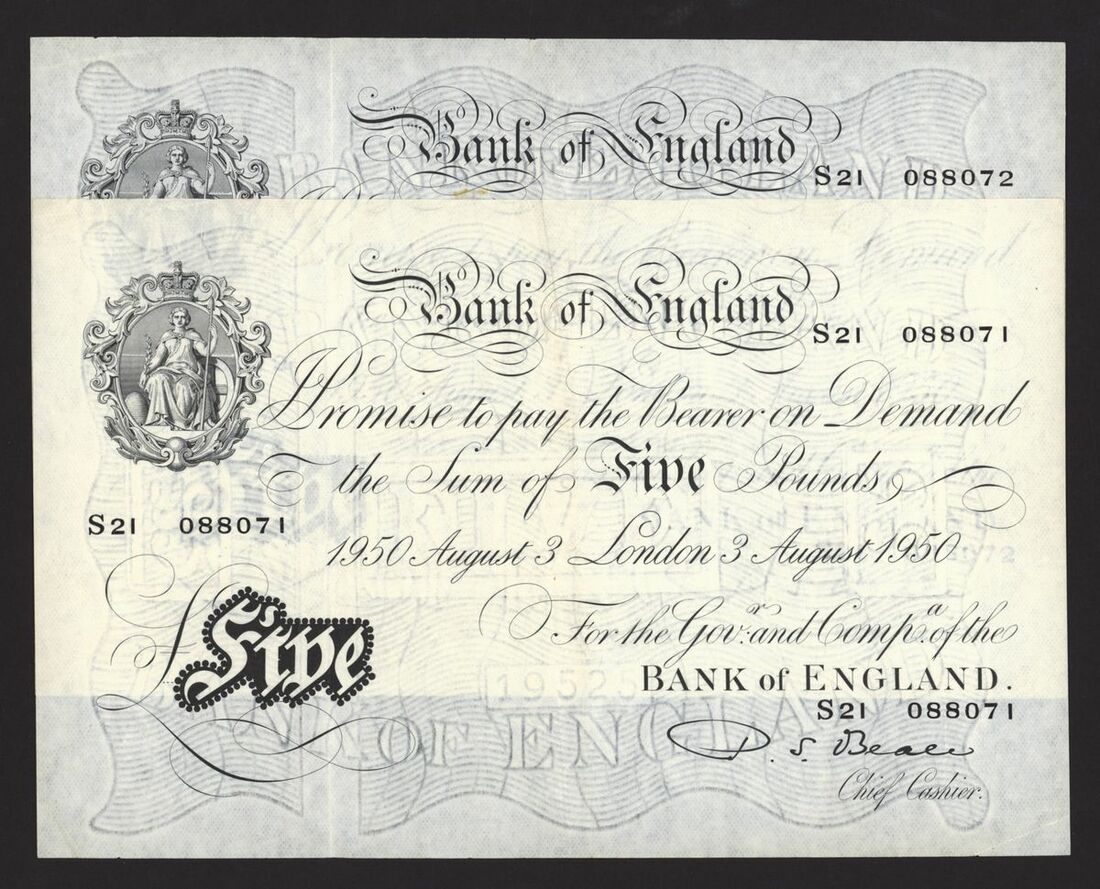 Bank of England
S21 088072
Bank of England
S21 088071
I Promise to pay the Bearer on Demand
the Sum of Five Pounds
S21 088071
1950 August 3 London 3 August 1950
£Five
For the Govr. and Compa. of the
BANK of ENGLAND.
S21 088071
P. S. Beale
Chief Cashier.
OF ENGLAND